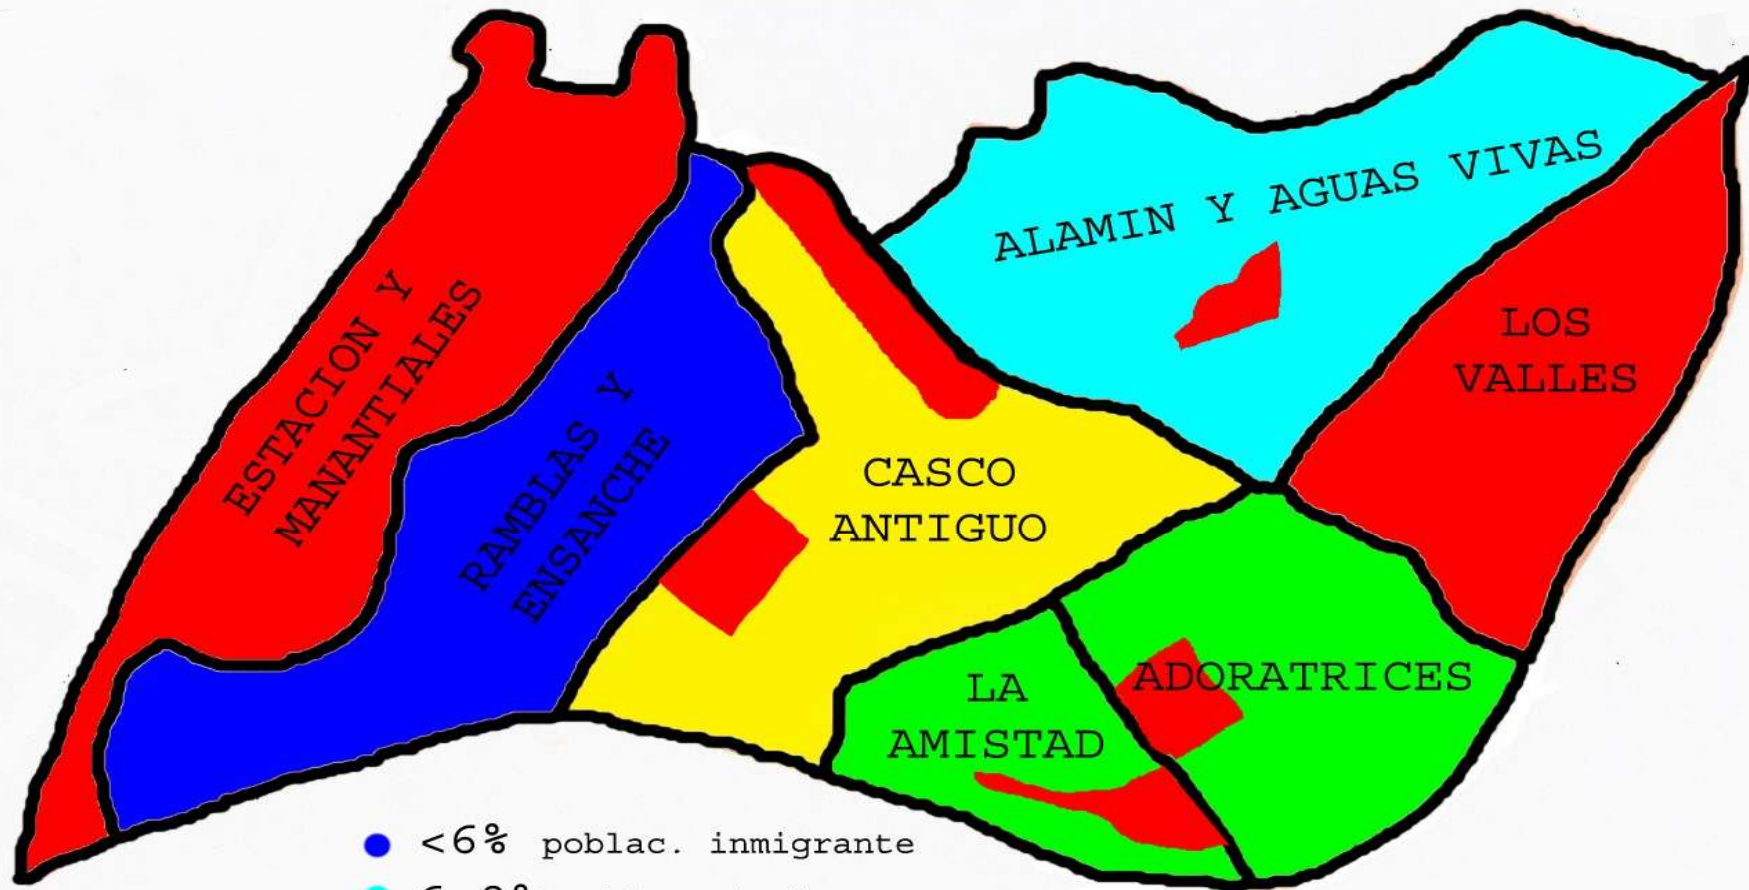 ESTACION Y
MANANTIALES
RAMBLAS Y
ENSANCHE
CASCO
ANTIGUO
ALAMIN Y AGUAS VIVAS
LOS
VALLES
LA
AMISTAD
ADORATRICES
<6% poblac. inmigrante